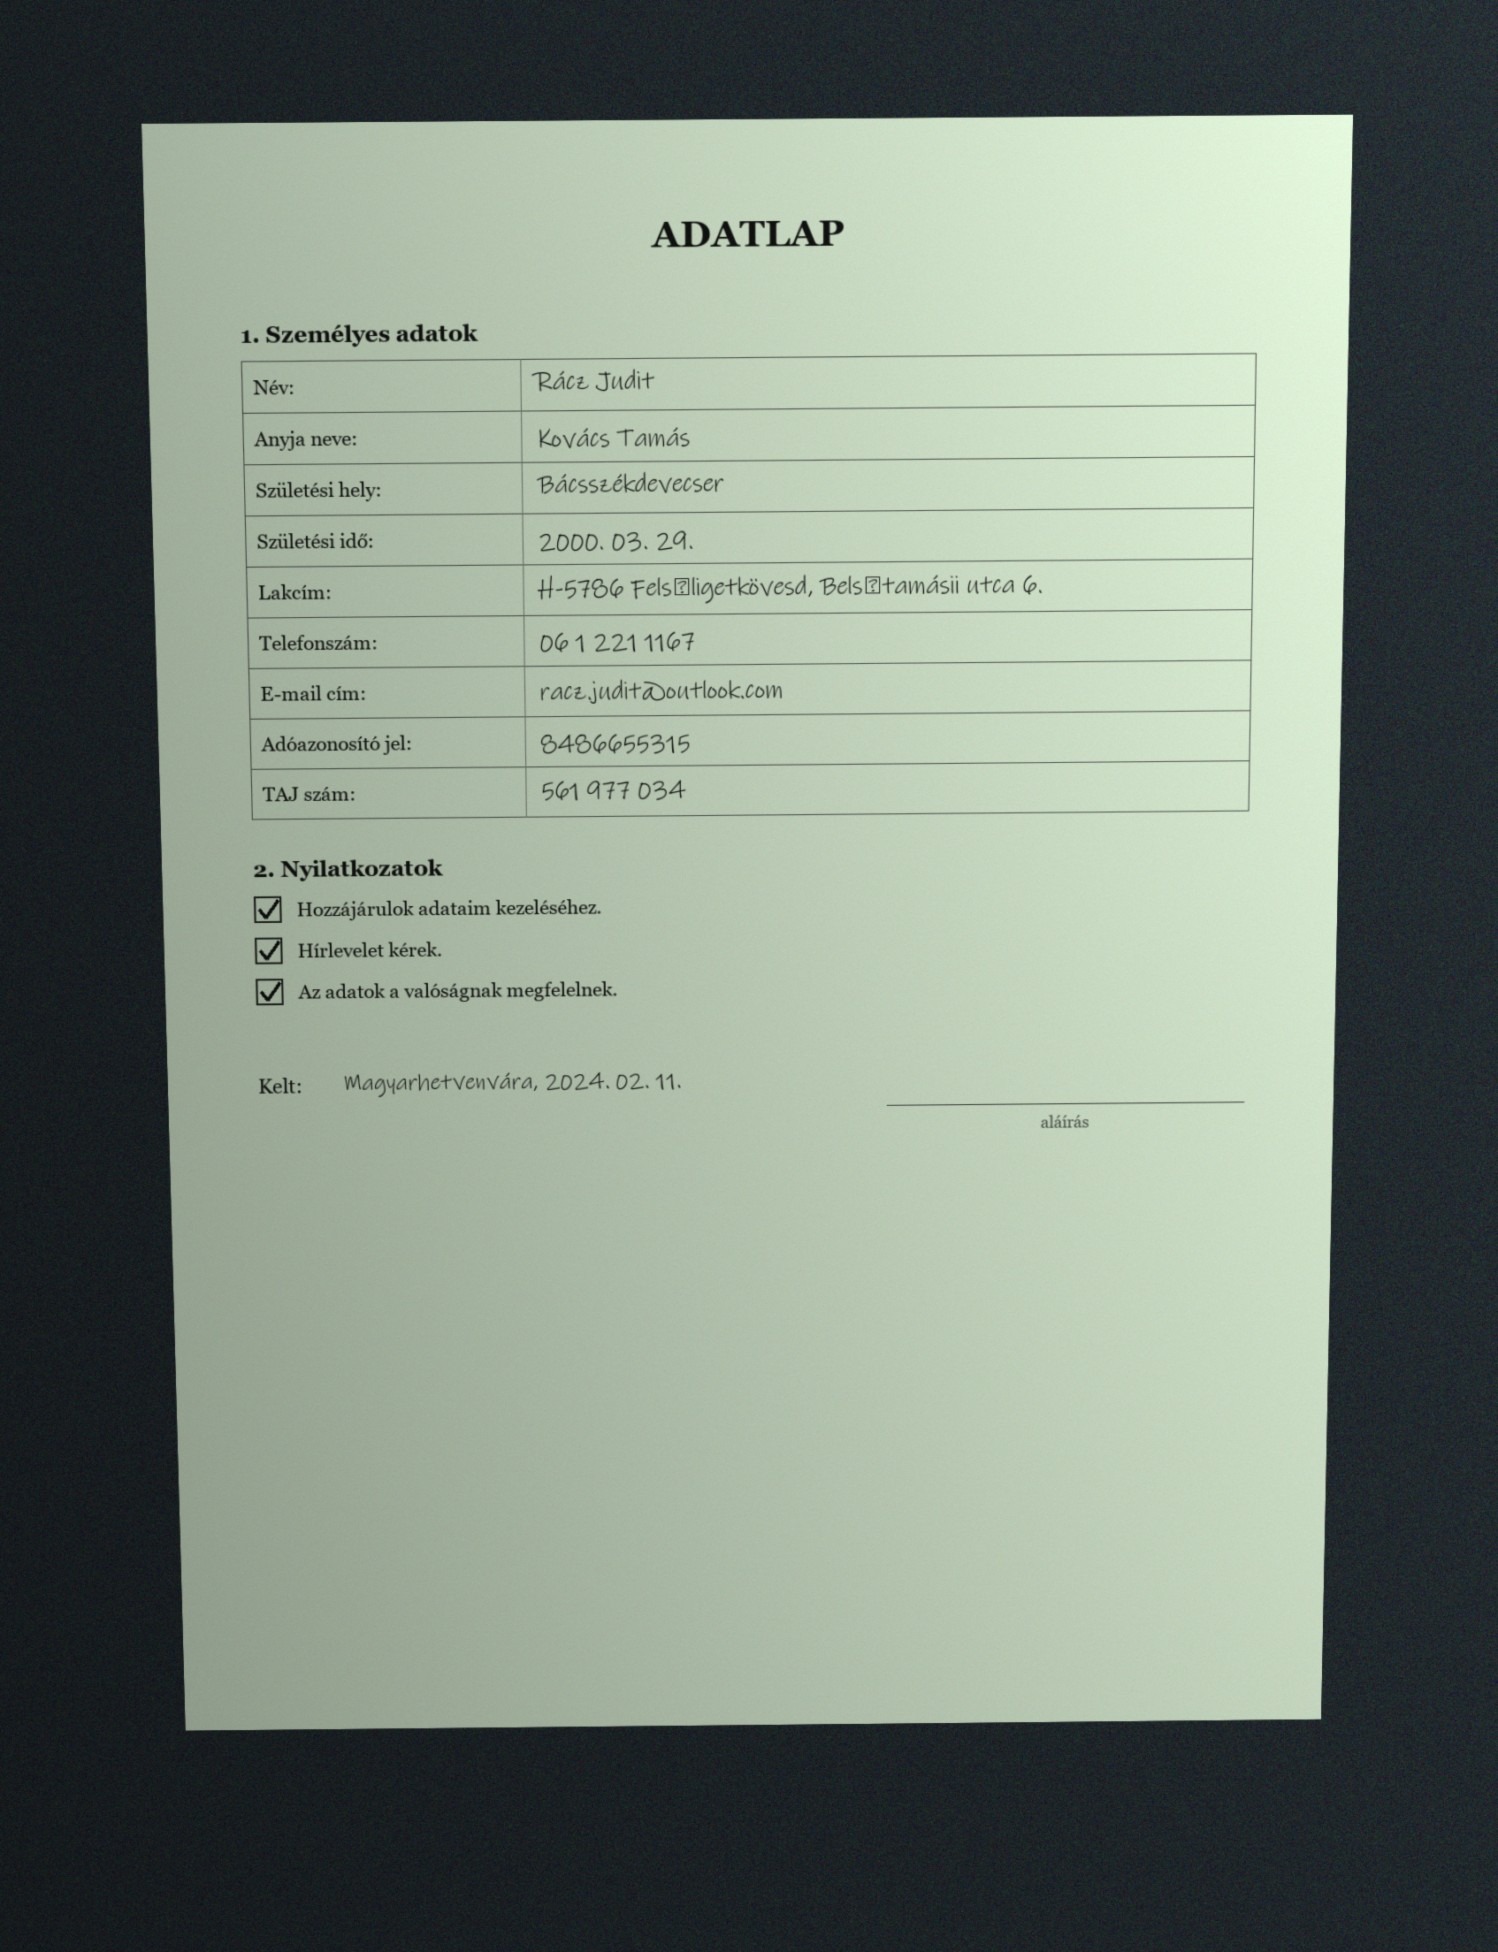 ADATLAP
1. Személyes adatok
Név: Rácz Judit
Anyja neve: Kovács Tamás
Születési hely: Bácsszékdevecser
Születési idő: 2000. 03. 29.
Lakcím: H-5786 Fels▯ligetkövesd, Bels▯tamásii utca 6.
Telefonszám: 06 1 221 1167
E-mail cím: racz.judit@outlook.com
Adóazonosító jel: 8486655315
TAJ szám: 561 977 034
2. Nyilatkozatok
Hozzájárulok adataim kezeléséhez.
Hírlevelet kérek.
Az adatok a valóságnak megfelelnek.
Kelt: Magyarhetvenvára, 2024. 02. 11.
aláírás